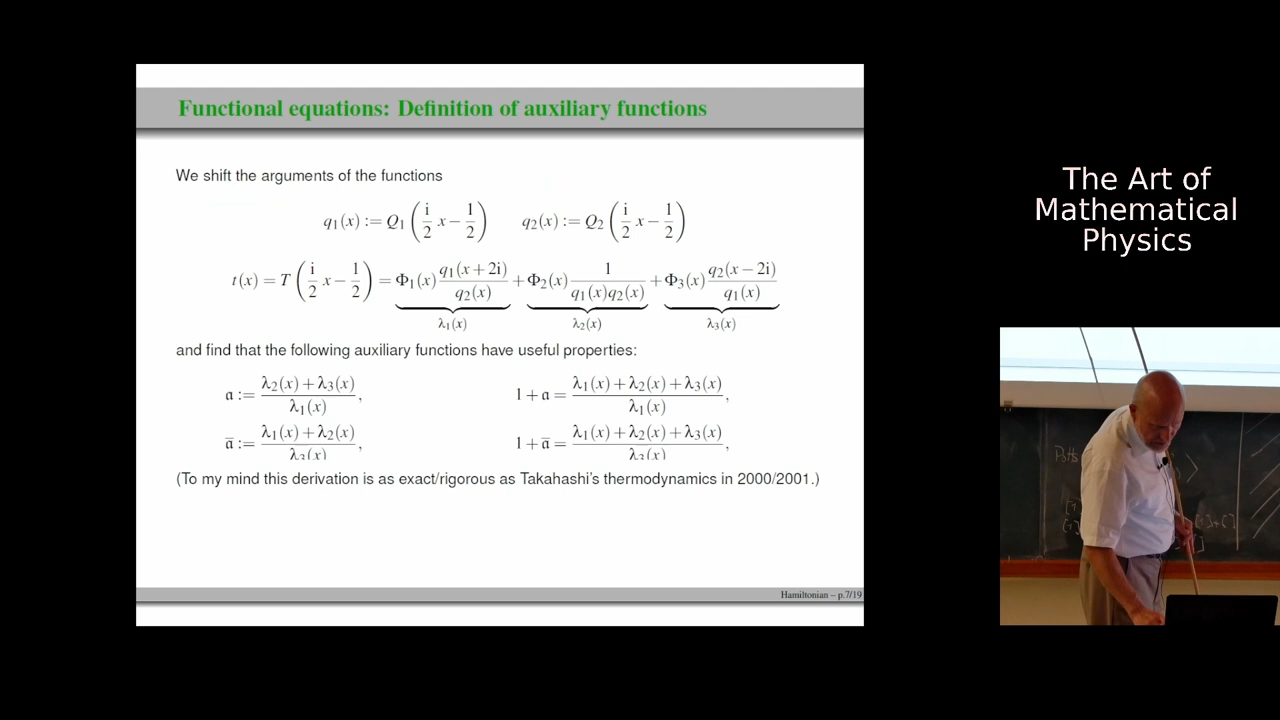 Functional equations: Definition of auxiliary functions
We shift the arguments of the functions
q₁(x) := Q₁(i/2 x − 1/2) q₂(x) := Q₂(i/2 x − 1/2)
t(x) = T(i/2 x − 1/2) = Φ₁(x) q₁(x+2i)/q₂(x) + Φ₂(x) 1/(q₁(x)q₂(x)) + Φ₃(x) q₂(x−2i)/q₁(x)
λ₁(x) λ₂(x) λ₃(x)
and find that the following auxiliary functions have useful properties:
𝔞 := (λ₂(x)+λ₃(x))/λ₁(x), 1+𝔞 = (λ₁(x)+λ₂(x)+λ₃(x))/λ₁(x),
𝔞̄ := (λ₁(x)+λ₂(x))/λ₃(x), 1+𝔞̄ = (λ₁(x)+λ₂(x)+λ₃(x))/λ₃(x),
(To my mind this derivation is as exact/rigorous as Takahashi's thermodynamics in 2000/2001.)
Hamiltonian – p.7/19
The Art of
Mathematical
Physics
Potts